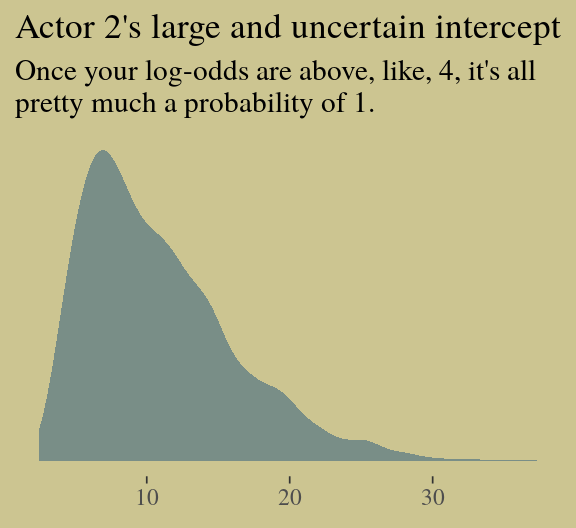 Actor 2's large and uncertain intercept
Once your log-odds are above, like, 4, it's all
pretty much a probability of 1.
10 20 30